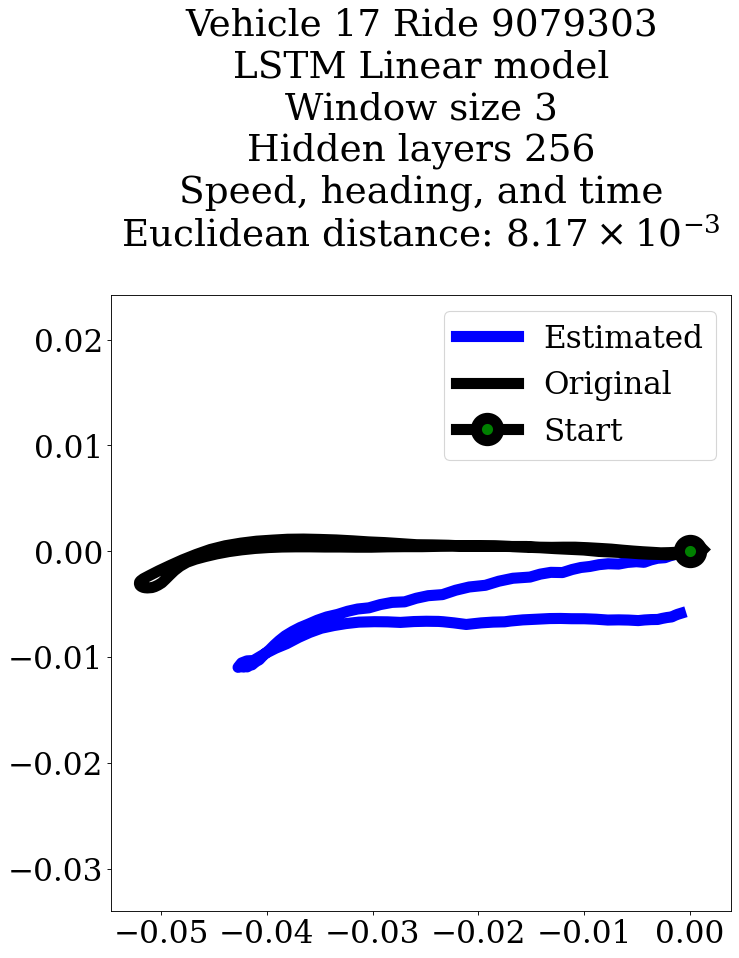 Vehicle 17 Ride 9079303
LSTM Linear model
Window size 3
Hidden layers 256
Speed, heading, and time
Euclidean distance: 8.17 × 10⁻³
Estimated
Original
Start
0.02
0.01
0.00
−0.01
−0.02
−0.03
−0.05 −0.04 −0.03 −0.02 −0.01 0.00